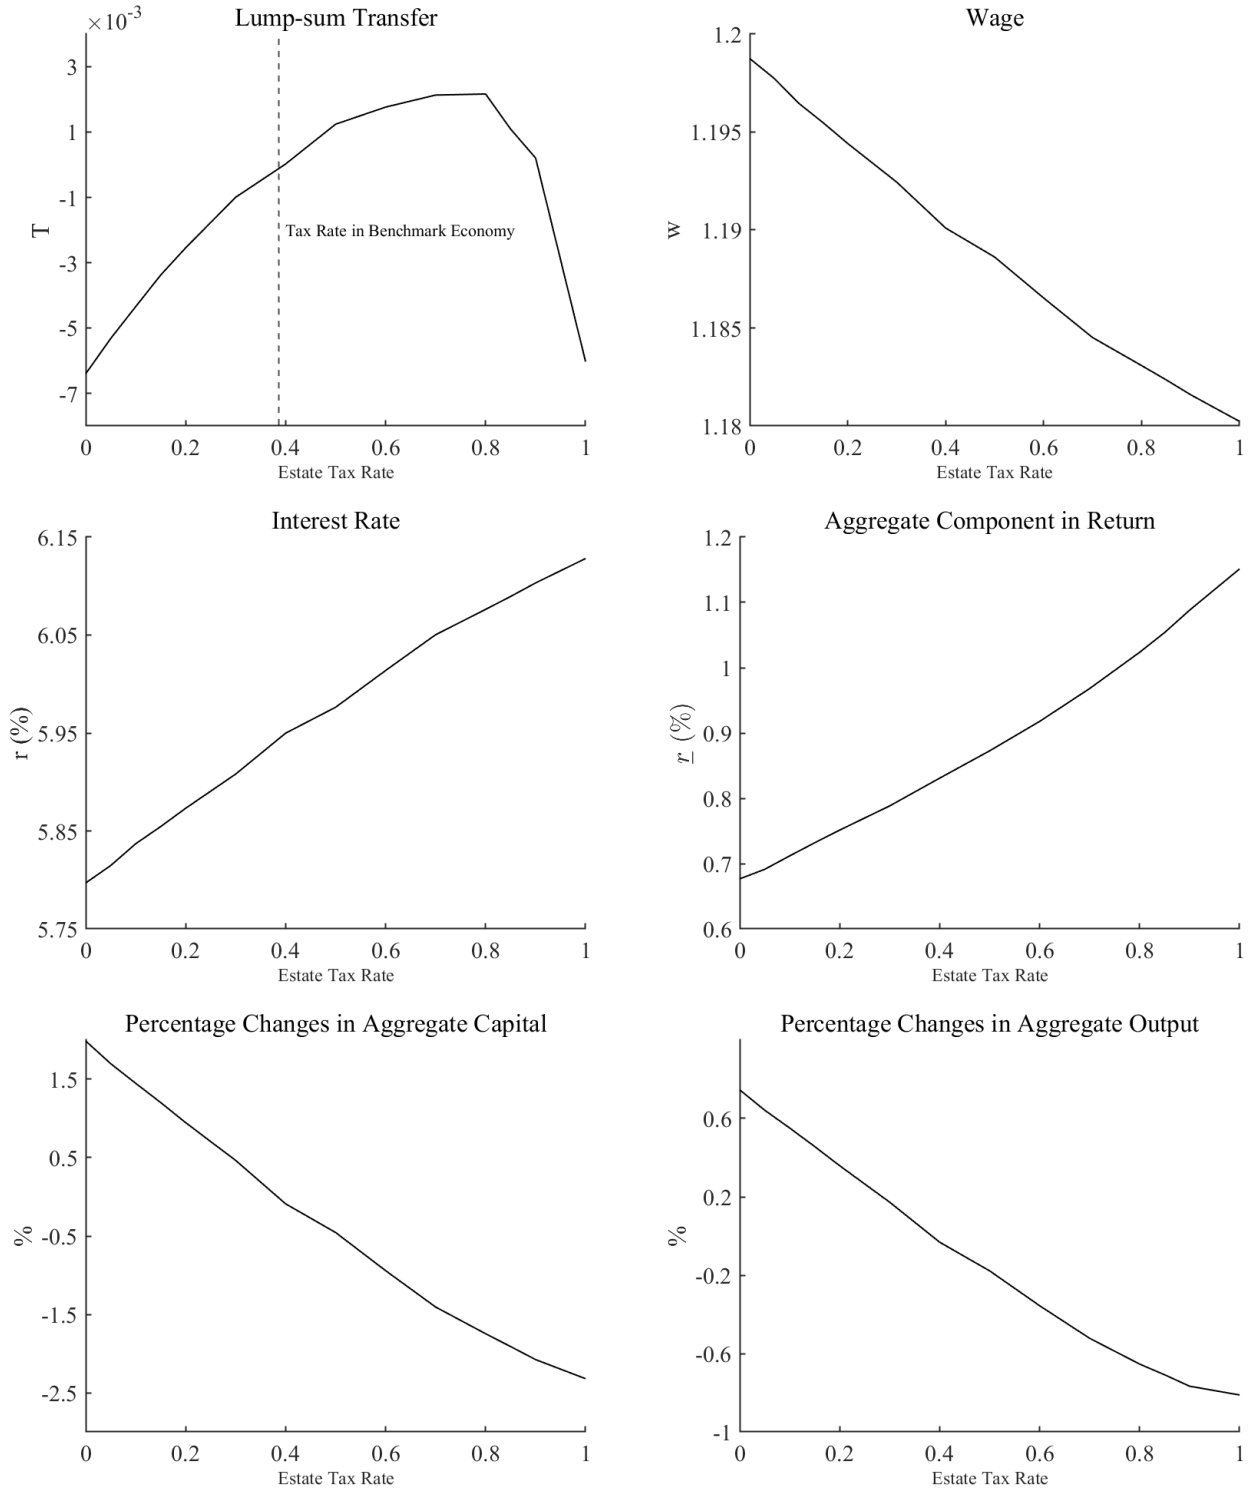 Lump-sum Transfer
×10⁻³
3
1
-1
-3
-5
-7
T
Tax Rate in Benchmark Economy
0 0.2 0.4 0.6 0.8 1
Estate Tax Rate
Wage
1.2
1.195
1.19
1.185
1.18
w
0 0.2 0.4 0.6 0.8 1
Estate Tax Rate
Interest Rate
6.15
6.05
5.95
5.85
5.75
r (%)
0 0.2 0.4 0.6 0.8 1
Estate Tax Rate
Aggregate Component in Return
1.2
1.1
1
0.9
0.8
0.7
0.6
r (%)
0 0.2 0.4 0.6 0.8 1
Estate Tax Rate
Percentage Changes in Aggregate Capital
1.5
0.5
-0.5
-1.5
-2.5
%
0 0.2 0.4 0.6 0.8 1
Estate Tax Rate
Percentage Changes in Aggregate Output
0.6
0.2
-0.2
-0.6
-1
%
0 0.2 0.4 0.6 0.8 1
Estate Tax Rate